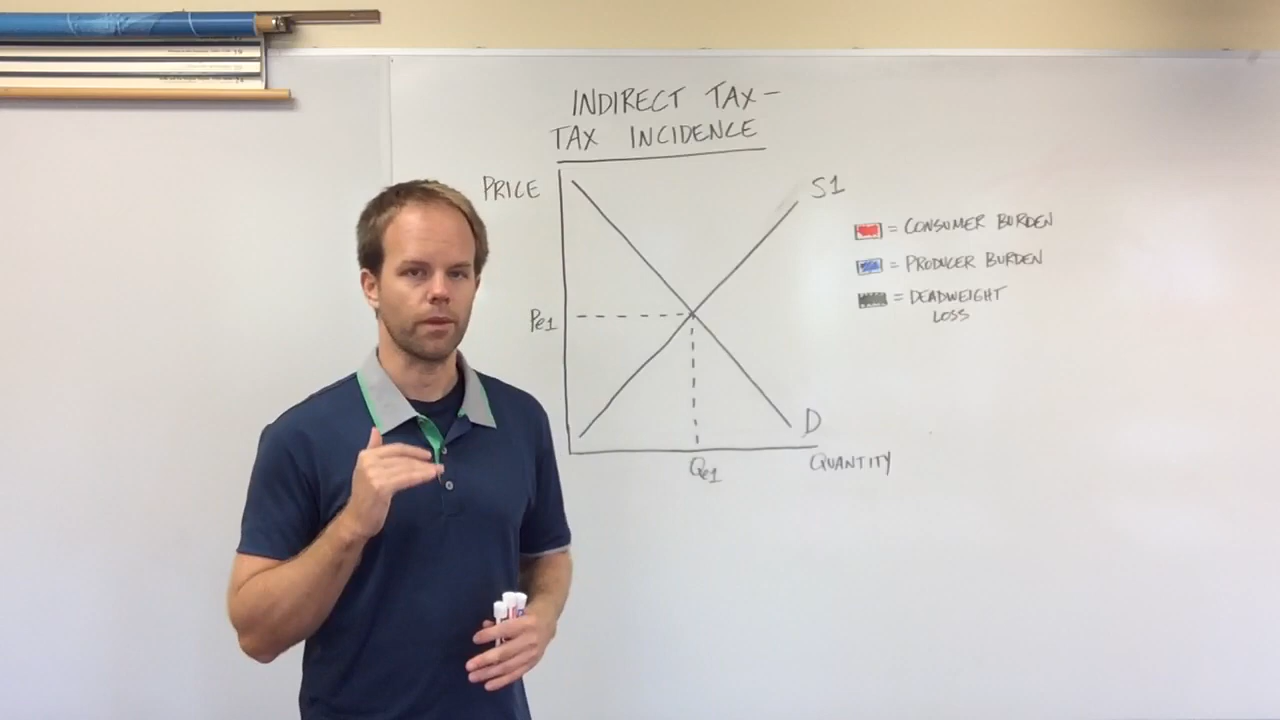 INDIRECT TAX -
TAX INCIDENCE
PRICE
S1
= CONSUMER BURDEN
= PRODUCER BURDEN
= DEADWEIGHT
LOSS
Pe1
D
Qe1
QUANTITY